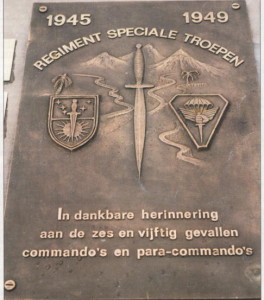 1945 1949
REGIMENT SPECIALE TROEPEN
In dankbare herinnering
aan de zes en vijftig gevallen
commando's en para-commando's